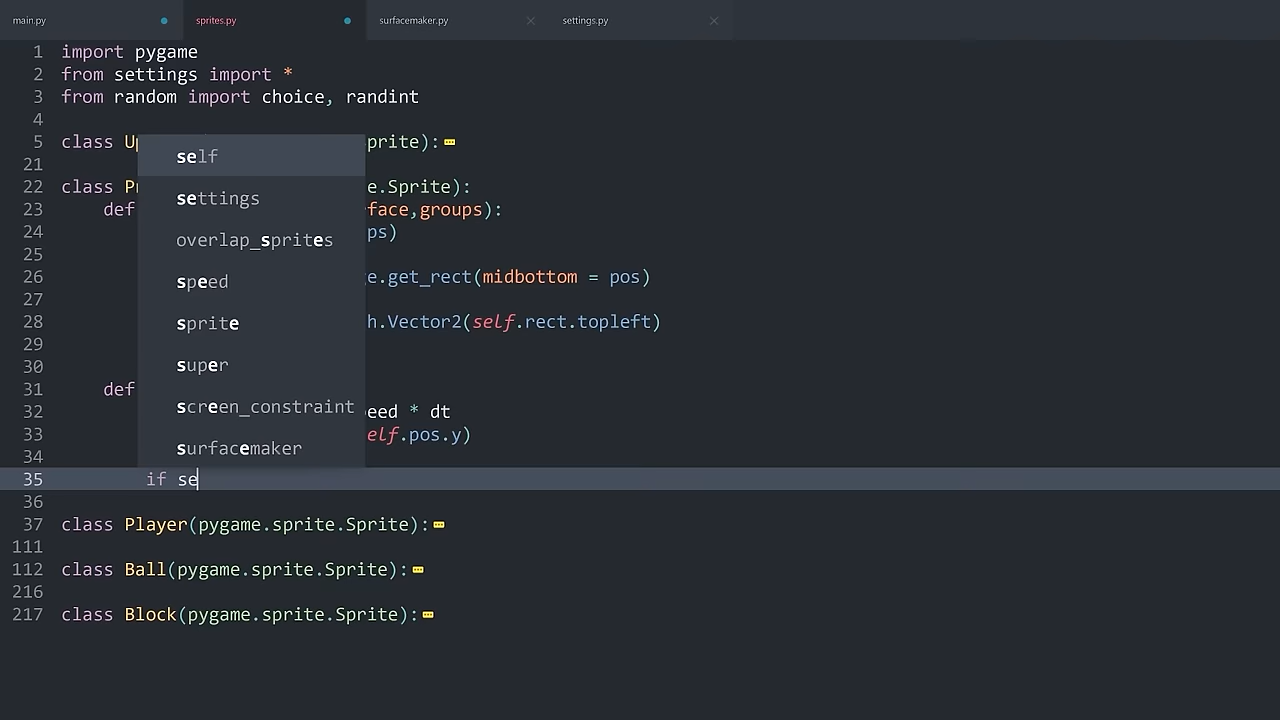 main.py sprites.py surfacemaker.py settings.py
1 import pygame
2 from settings import *
3 from random import choice, randint
4
5 class prite):
21
22 class e.Sprite):
23 def face,groups):
24 ps)
25
26 e.get_rect(midbottom = pos)
27
28 h.Vector2(self.rect.topleft)
29
30
31 def
32 eed * dt
33 elf.pos.y)
34
35 if se
36
37 class Player(pygame.sprite.Sprite):
111
112 class Ball(pygame.sprite.Sprite):
216
217 class Block(pygame.sprite.Sprite):
self
settings
overlap_sprites
speed
sprite
super
screen_constraint
surfacemaker